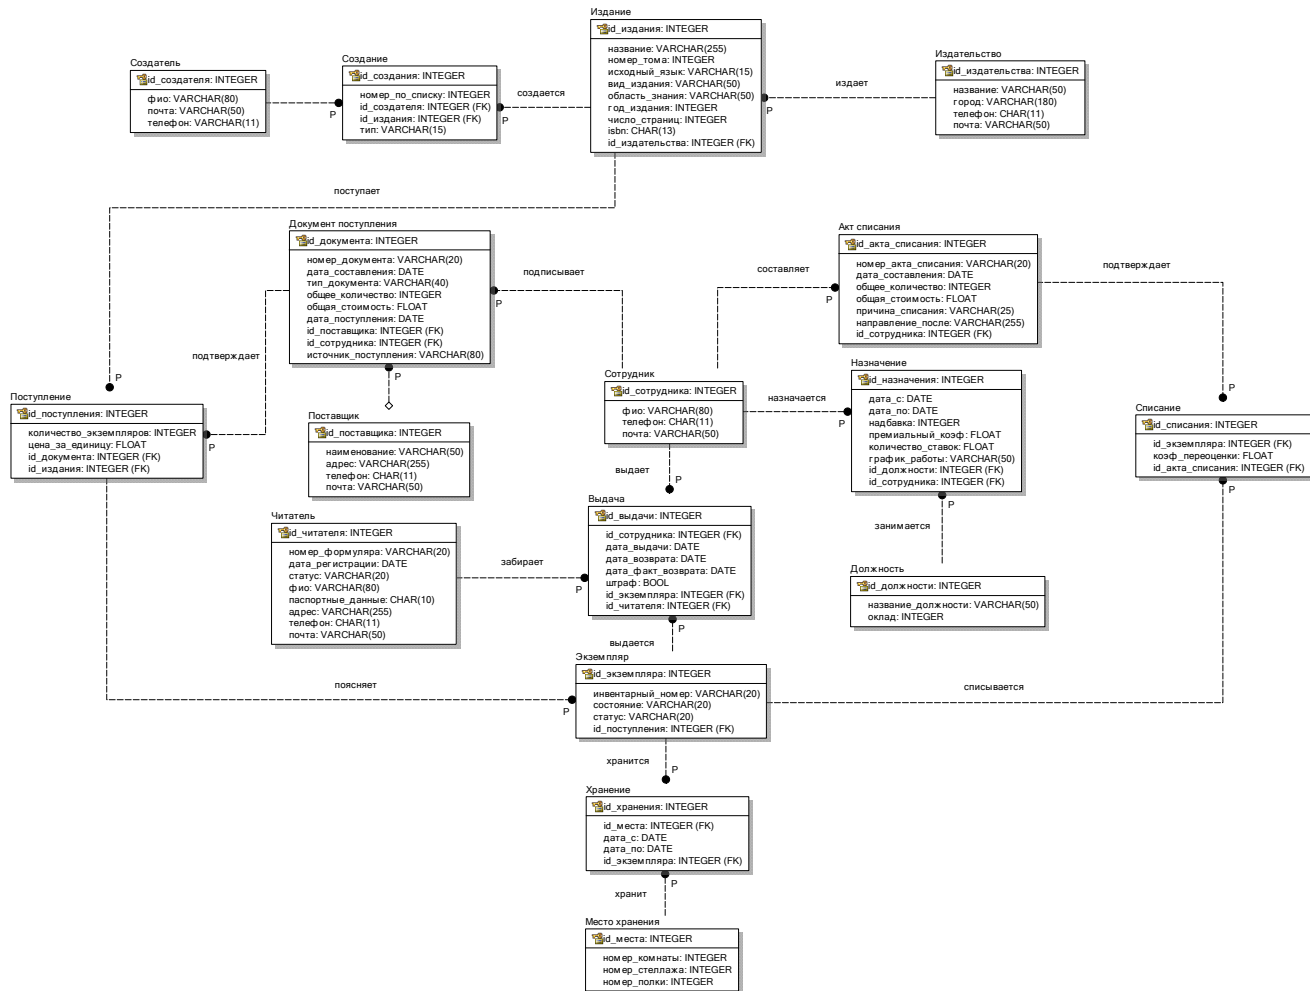 Издание
id_издания: INTEGER
название: VARCHAR(255)
номер_тома: INTEGER
исходный_язык: VARCHAR(15)
вид_издания: VARCHAR(50)
область_знания: VARCHAR(50)
год_издания: INTEGER
число_страниц: INTEGER
isbn: CHAR(13)
id_издательства: INTEGER (FK)
Создатель
id_создателя: INTEGER
фио: VARCHAR(80)
почта: VARCHAR(50)
телефон: VARCHAR(11)
P
Создание
id_создания: INTEGER
номер_по_списку: INTEGER
id_создателя: INTEGER (FK)
id_издания: INTEGER (FK)
тип: VARCHAR(15)
создается
P
издает
P
Издательство
id_издательства: INTEGER
название: VARCHAR(50)
город: VARCHAR(180)
телефон: CHAR(11)
почта: VARCHAR(50)
поступает
P
Документ поступления
id_документа: INTEGER
номер_документа: VARCHAR(20)
дата_составления: DATE
тип_документа: VARCHAR(40)
общее_количество: INTEGER
общая_стоимость: FLOAT
дата_поступления: DATE
id_поставщика: INTEGER (FK)
id_сотрудника: INTEGER (FK)
источник_поступления: VARCHAR(80)
подписывает
P
составляет
P
Акт списания
id_акта_списания: INTEGER
номер_акта_списания: VARCHAR(20)
дата_составления: DATE
общее_количество: INTEGER
общая_стоимость: FLOAT
причина_списания: VARCHAR(25)
направление_после: VARCHAR(255)
id_сотрудника: INTEGER (FK)
подтверждает
P
подтверждает
P
P
Поступление
id_поступления: INTEGER
количество_экземпляров: INTEGER
цена_за_единицу: FLOAT
id_документа: INTEGER (FK)
id_издания: INTEGER (FK)
Поставщик
id_поставщика: INTEGER
наименование: VARCHAR(50)
адрес: VARCHAR(255)
телефон: CHAR(11)
почта: VARCHAR(50)
Сотрудник
id_сотрудника: INTEGER
фио: VARCHAR(80)
телефон: CHAR(11)
почта: VARCHAR(50)
назначается
P
Назначение
id_назначения: INTEGER
дата_с: DATE
дата_по: DATE
надбавка: INTEGER
премиальный_коэф: FLOAT
количество_ставок: FLOAT
график_работы: VARCHAR(50)
id_должности: INTEGER (FK)
id_сотрудника: INTEGER (FK)
P
Списание
id_списания: INTEGER
id_экземпляра: INTEGER (FK)
коэф_переоценки: FLOAT
id_акта_списания: INTEGER (FK)
P
выдает
P
Читатель
id_читателя: INTEGER
номер_формуляра: VARCHAR(20)
дата_регистрации: DATE
статус: VARCHAR(20)
фио: VARCHAR(80)
паспортные_данные: CHAR(10)
адрес: VARCHAR(255)
телефон: CHAR(11)
почта: VARCHAR(50)
забирает
P
Выдача
id_выдачи: INTEGER
id_сотрудника: INTEGER (FK)
дата_выдачи: DATE
дата_возврата: DATE
дата_факт_возврата: DATE
штраф: BOOL
id_экземпляра: INTEGER (FK)
id_читателя: INTEGER (FK)
P
занимается
Должность
id_должности: INTEGER
название_должности: VARCHAR(50)
оклад: INTEGER
выдается
поясняет
P
Экземпляр
id_экземпляра: INTEGER
инвентарный_номер: VARCHAR(20)
состояние: VARCHAR(20)
статус: VARCHAR(20)
id_поступления: INTEGER (FK)
списывается
хранится
P
Хранение
id_хранения: INTEGER
id_места: INTEGER (FK)
дата_с: DATE
дата_по: DATE
id_экземпляра: INTEGER (FK)
P
хранит
Место хранения
id_места: INTEGER
номер_комнаты: INTEGER
номер_стеллажа: INTEGER
номер_полки: INTEGER